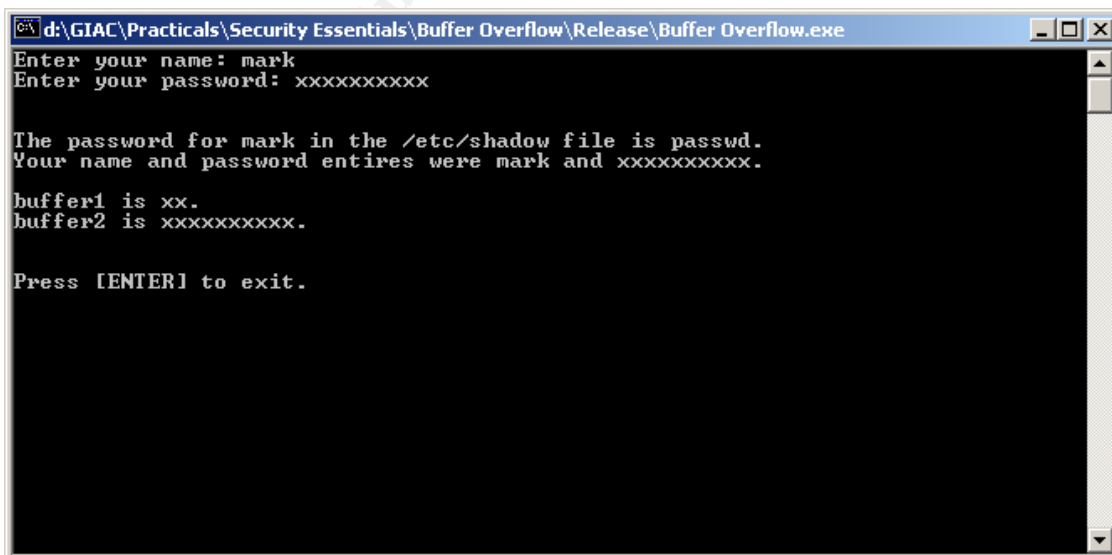 d:\GIAC\Practicals\Security Essentials\Buffer Overflow\Release\Buffer Overflow.exe
Enter your name: mark
Enter your password: xxxxxxxxxx
The password for mark in the /etc/shadow file is passwd.
Your name and password entires were mark and xxxxxxxxxx.
buffer1 is xx.
buffer2 is xxxxxxxxxx.
Press [ENTER] to exit.